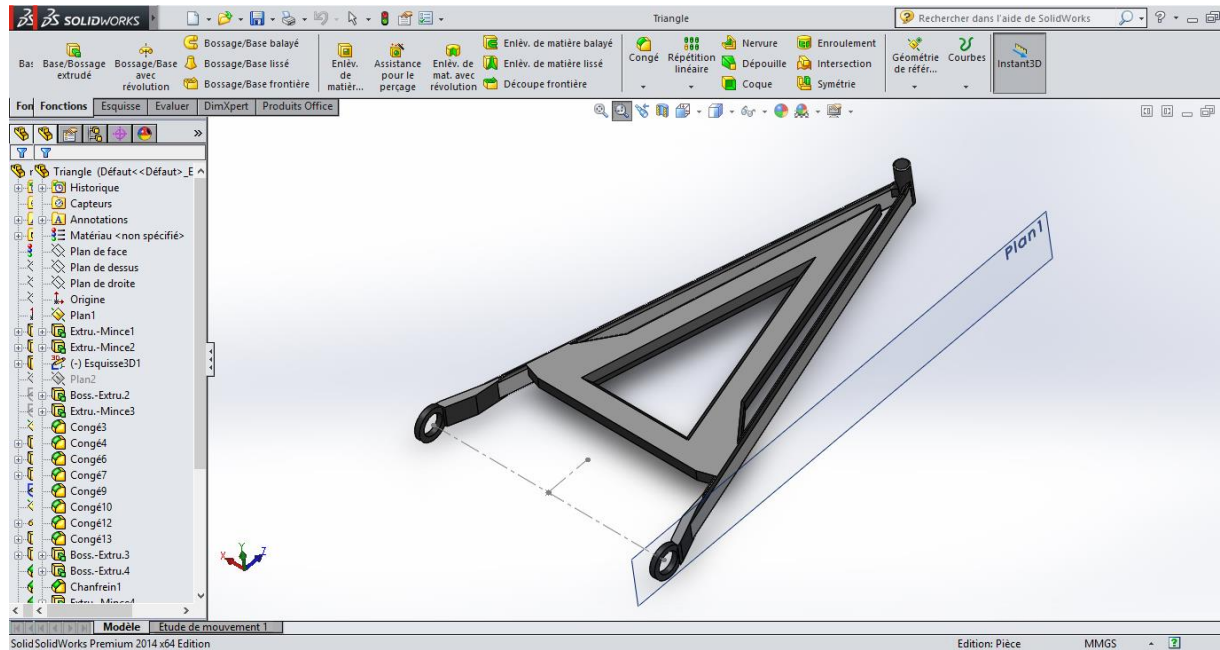 SOLIDWORKS
Triangle
Rechercher dans l'aide de SolidWorks
Ba: Base/Bossage extrudé
Bossage/Base avec révolution
Bossage/Base balayé
Bossage/Base lissé
Bossage/Base frontière
Enlèv. de matièr...
Assistance pour le perçage
Enlèv. de mat. avec révolution
Enlèv. de matière balayé
Enlèv. de matière lissé
Découpe frontière
Congé
Répétition linéaire
Nervure
Dépouille
Coque
Enroulement
Intersection
Symétrie
Géométrie de référ...
Courbes
Instant3D
Fon Fonctions Esquisse Evaluer DimXpert Produits Office
Triangle (Défaut<<Défaut>_E
Historique
Capteurs
Annotations
Matériau <non spécifié>
Plan de face
Plan de dessus
Plan de droite
Origine
Plan1
Extru.-Mince1
Extru.-Mince2
(-) Esquisse3D1
Plan2
Boss.-Extru.2
Extru.-Mince3
Congé3
Congé4
Congé6
Congé7
Congé9
Congé10
Congé12
Congé13
Boss.-Extru.3
Boss.-Extru.4
Chanfrein1
Extru.-Mince4
Plan1
X Y Z
Modèle Etude de mouvement 1
Solid SolidWorks Premium 2014 x64 Edition
Edition: Pièce MMGS